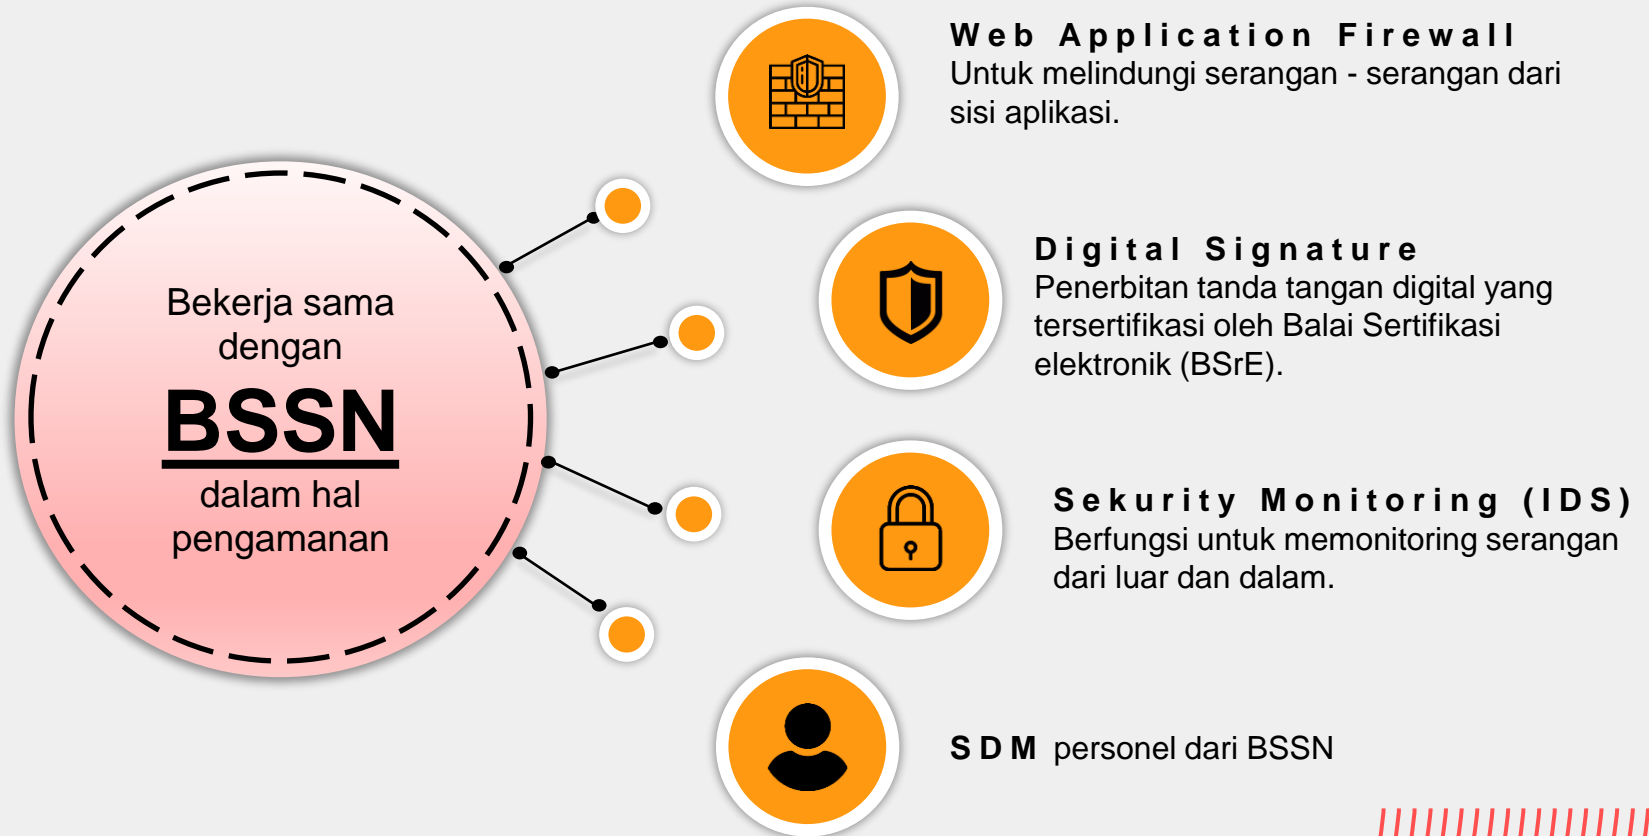 Bekerja sama
dengan
BSSN
dalam hal
pengamanan
Web Application Firewall
Untuk melindungi serangan - serangan dari
sisi aplikasi.
Digital Signature
Penerbitan tanda tangan digital yang
tersertifikasi oleh Balai Sertifikasi
elektronik (BSrE).
Sekurity Monitoring (IDS)
Berfungsi untuk memonitoring serangan
dari luar dan dalam.
SDM personel dari BSSN